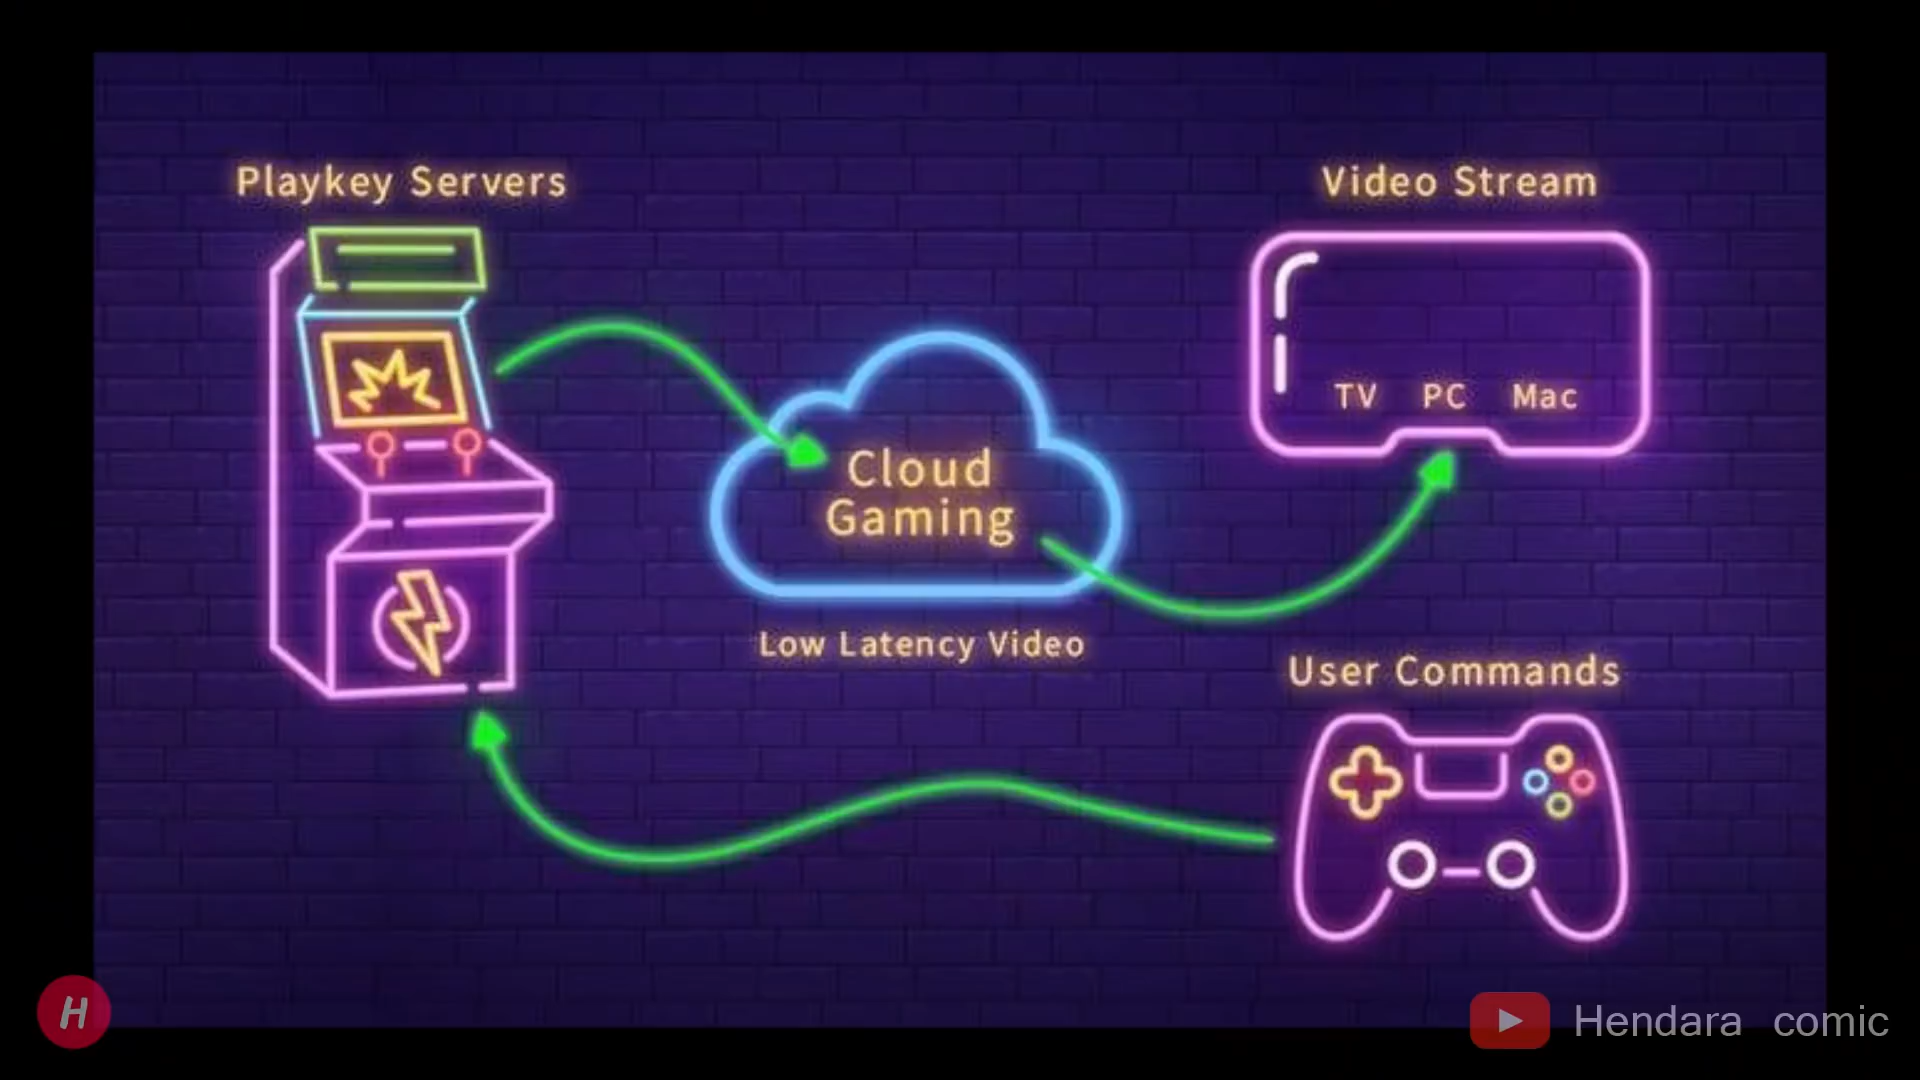 Playkey Servers
Video Stream
TV PC Mac
Cloud
Gaming
Low Latency Video
User Commands
H
Hendara comic